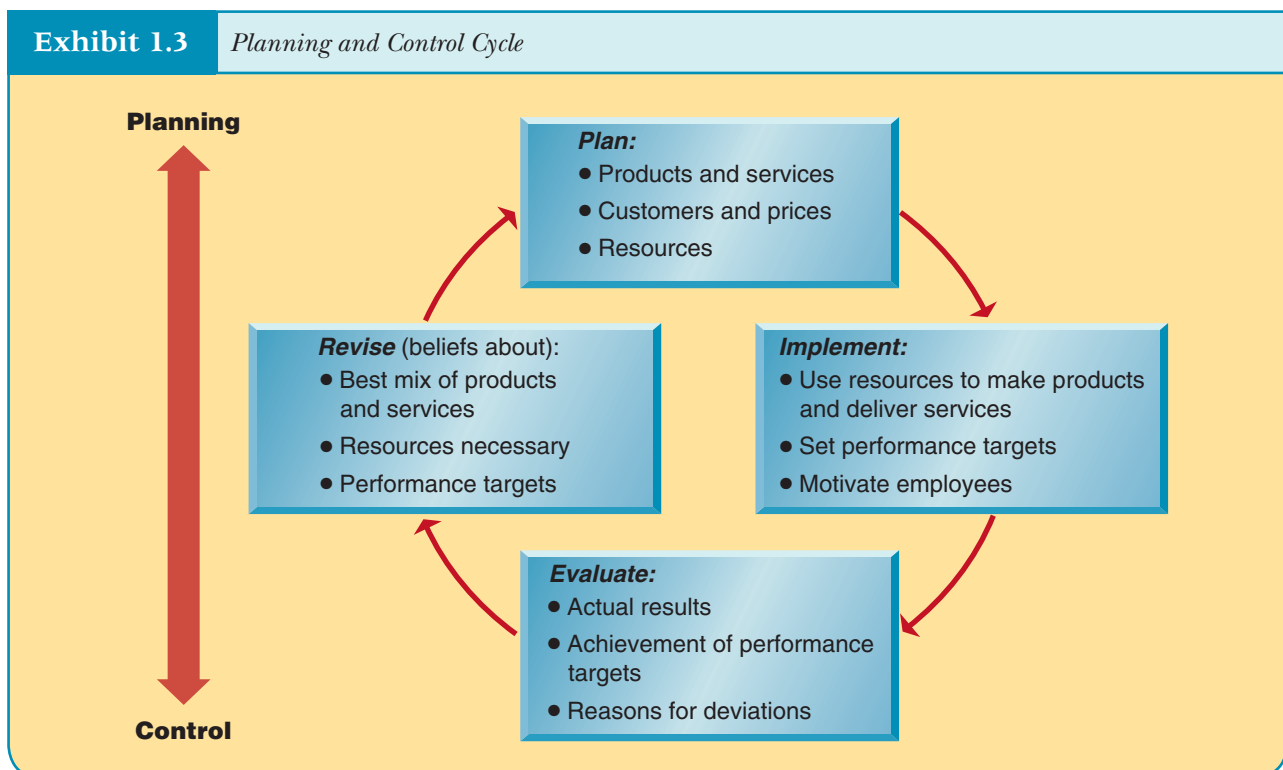 Exhibit 1.3
Planning and Control Cycle
Planning
Control
Plan:
• Products and services
• Customers and prices
• Resources
Implement:
• Use resources to make products
and deliver services
• Set performance targets
• Motivate employees
Evaluate:
• Actual results
• Achievement of performance
targets
• Reasons for deviations
Revise (beliefs about):
• Best mix of products
and services
• Resources necessary
• Performance targets